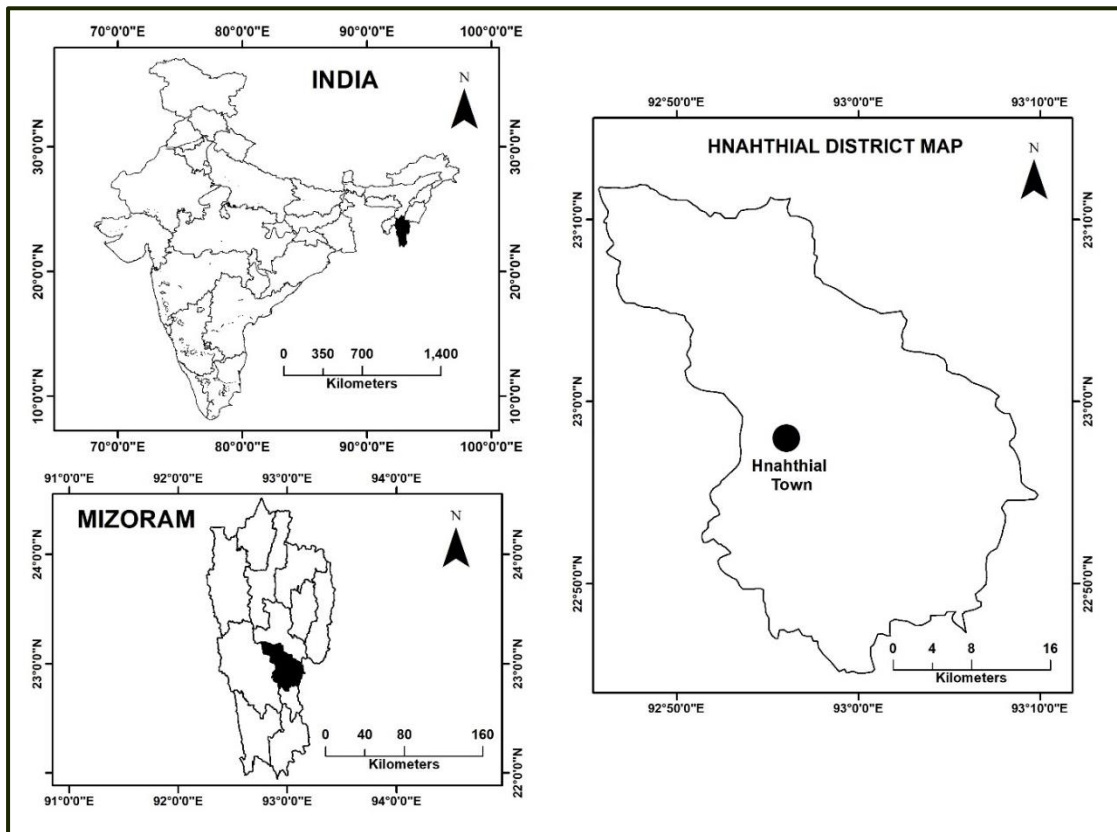 70°0'0"E 80°0'0"E 90°0'0"E 100°0'0"E
INDIA
N
30°0'0"N 30°0'0"N
20°0'0"N 20°0'0"N
10°0'0"N 10°0'0"N
0 350 700 1,400
Kilometers
70°0'0"E 80°0'0"E 90°0'0"E 100°0'0"E
91°0'0"E 92°0'0"E 93°0'0"E 94°0'0"E
MIZORAM
N
24°0'0"N 24°0'0"N
23°0'0"N 23°0'0"N
22°0'0"N
0 40 80 160
Kilometers
91°0'0"E 92°0'0"E 93°0'0"E 94°0'0"E
92°50'0"E 93°0'0"E 93°10'0"E
HNAHTHIAL DISTRICT MAP
N
23°10'0"N 23°10'0"N
23°0'0"N 23°0'0"N
Hnahthial
Town
22°50'0"N 22°50'0"N
0 4 8 16
Kilometers
92°50'0"E 93°0'0"E 93°10'0"E